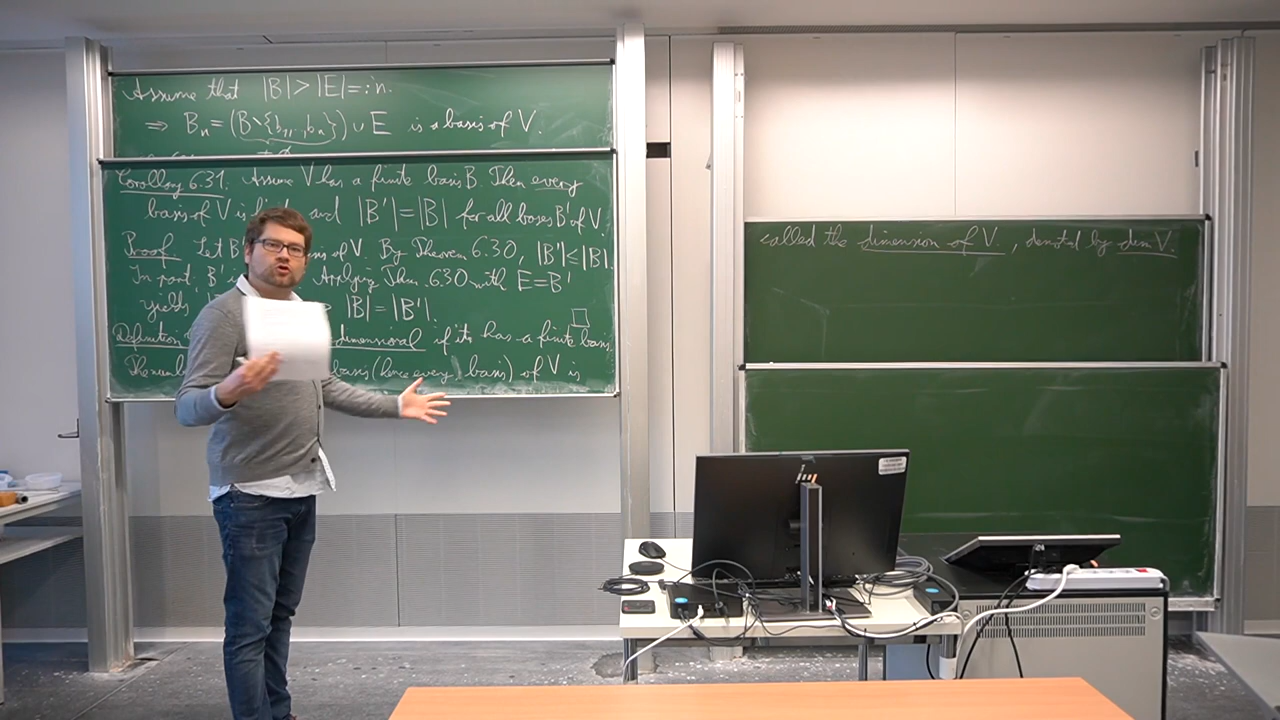 Assume that |B| > |E| =: n.
⇒ Bₙ = (B∖{b₁,…,bₙ}) ∪ E is a basis of V.
≠ ∅
Corollary 6.31. Assume V has a finite basis B. Then every
basis of V is and |B'| = |B| for all bases B' of V.
Proof. Let B of V. By Theorem 6.30, |B'| ≤ |B|.
In part. B' Applying Thm 6.30 with E = B'
yields |B| = |B'|. □
Definition dimensional if it has a finite basis.
The basis (hence every basis) of V is
called the dimension of V, denoted by dim V.